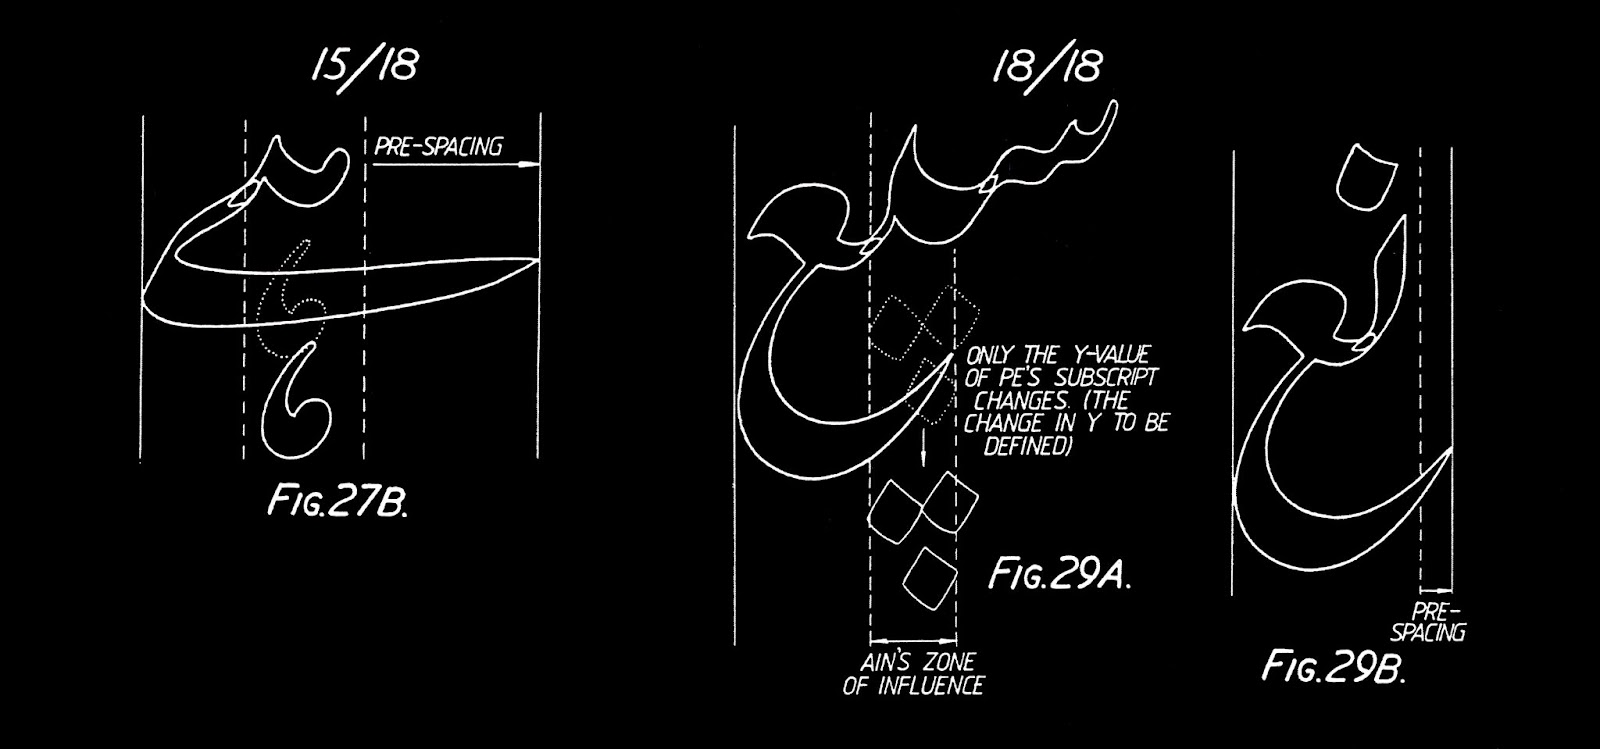 15/18
PRE-SPACING
FIG.27B.
18/18
ONLY THE Y-VALUE
OF PE'S SUBSCRIPT
CHANGES. (THE
CHANGE IN Y TO BE
DEFINED)
FIG.29A.
AIN'S ZONE
OF INFLUENCE
PRE-
SPACING
FIG.29B.